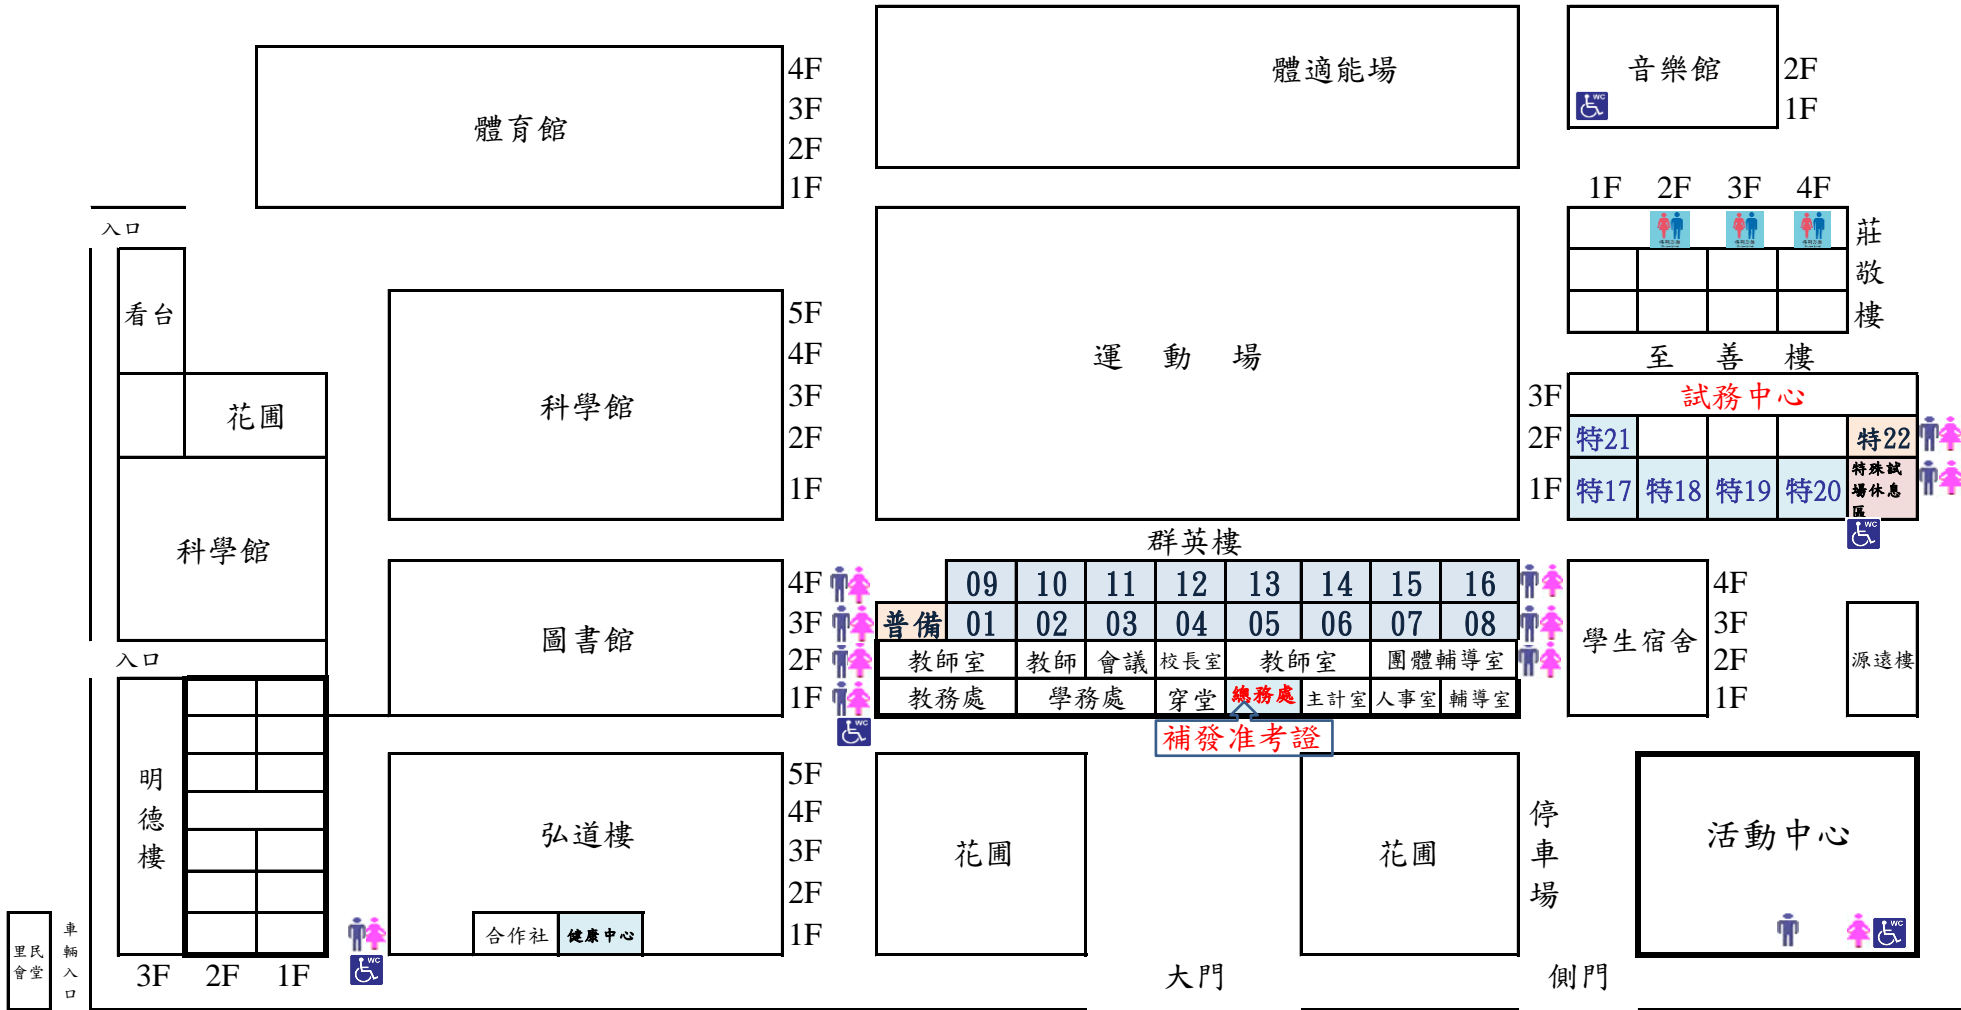 體適能場
音樂館
2F
1F
4F
3F
2F
1F
體育館
1F 2F 3F 4F
莊敬樓
入口
看台
花圃
科學館
5F
4F
3F
2F
1F
科學館
運動場
至善樓
3F 試務中心
2F 特21 特22
1F 特17 特18 特19 特20 特殊試場休息區
群英樓
4F 09 10 11 12 13 14 15 16
3F 普備 01 02 03 04 05 06 07 08
2F 教師室 教師 會議 校長室 教師室 團體輔導室
1F 教務處 學務處 穿堂 總務處 主計室 人事室 輔導室
補發准考證
圖書館
學生宿舍
4F
3F
2F
1F
源遠樓
入口
明德樓
3F 2F 1F
弘道樓
5F
4F
3F
2F
1F
合作社 健康中心
花圃
花圃
停車場
活動中心
里民會堂
車輛入口
大門
側門
WC
WC
WC
WC
WC